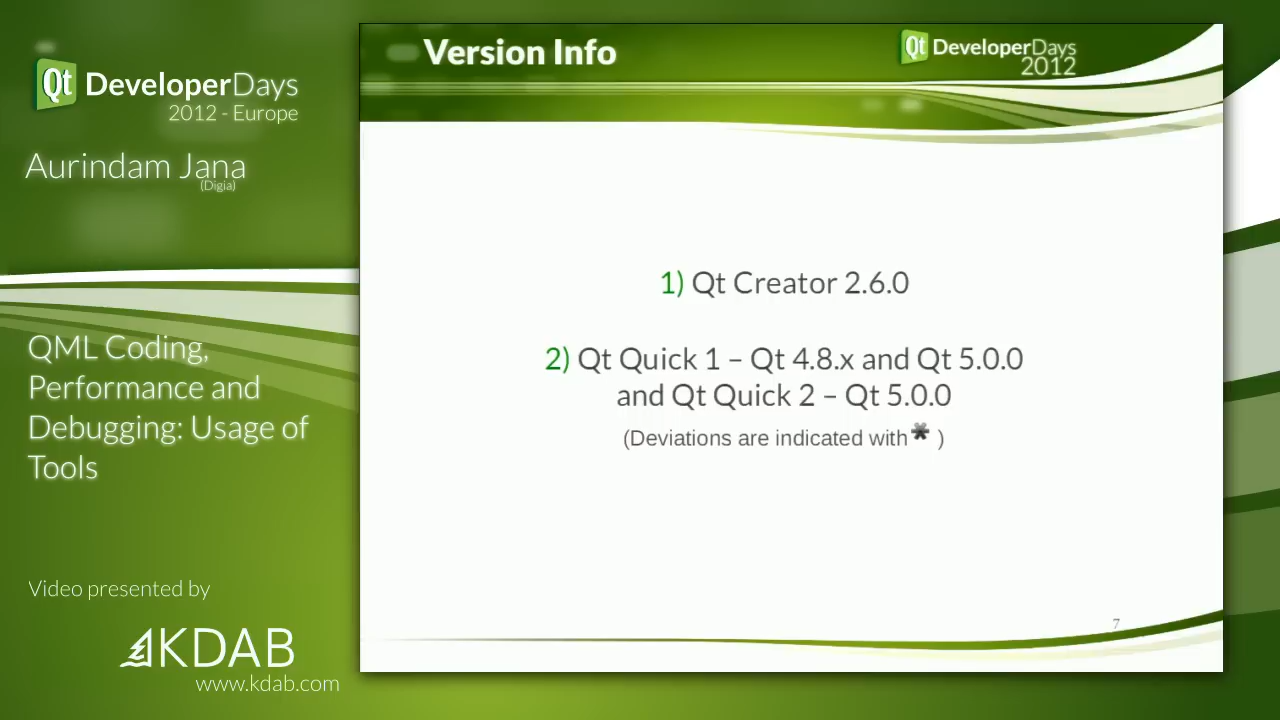 Qt DeveloperDays
2012 - Europe
Aurindam Jana
(Digia)
QML Coding,
Performance and
Debugging: Usage of
Tools
Video presented by
KDAB
www.kdab.com
Version Info
Qt DeveloperDays
2012
1) Qt Creator 2.6.0
2) Qt Quick 1 – Qt 4.8.x and Qt 5.0.0
and Qt Quick 2 – Qt 5.0.0
(Deviations are indicated with * )
7